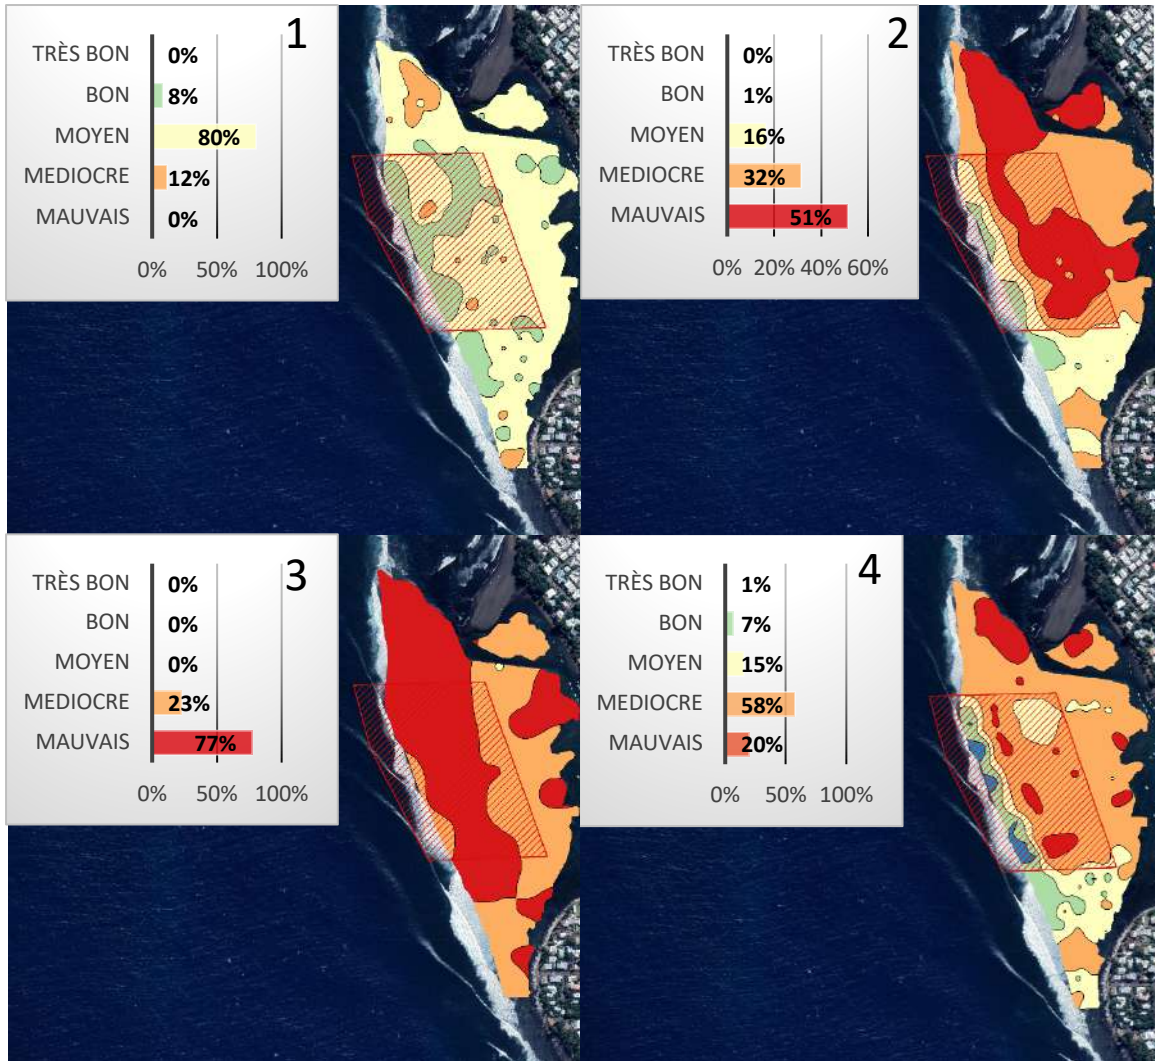 1
TRÈS BON 0%
BON 8%
MOYEN 80%
MEDIOCRE 12%
MAUVAIS 0%
0% 50% 100%
2
TRÈS BON 0%
BON 1%
MOYEN 16%
MEDIOCRE 32%
MAUVAIS 51%
0% 20% 40% 60%
3
TRÈS BON 0%
BON 0%
MOYEN 0%
MEDIOCRE 23%
MAUVAIS 77%
0% 50% 100%
4
TRÈS BON 1%
BON 7%
MOYEN 15%
MEDIOCRE 58%
MAUVAIS 20%
0% 50% 100%